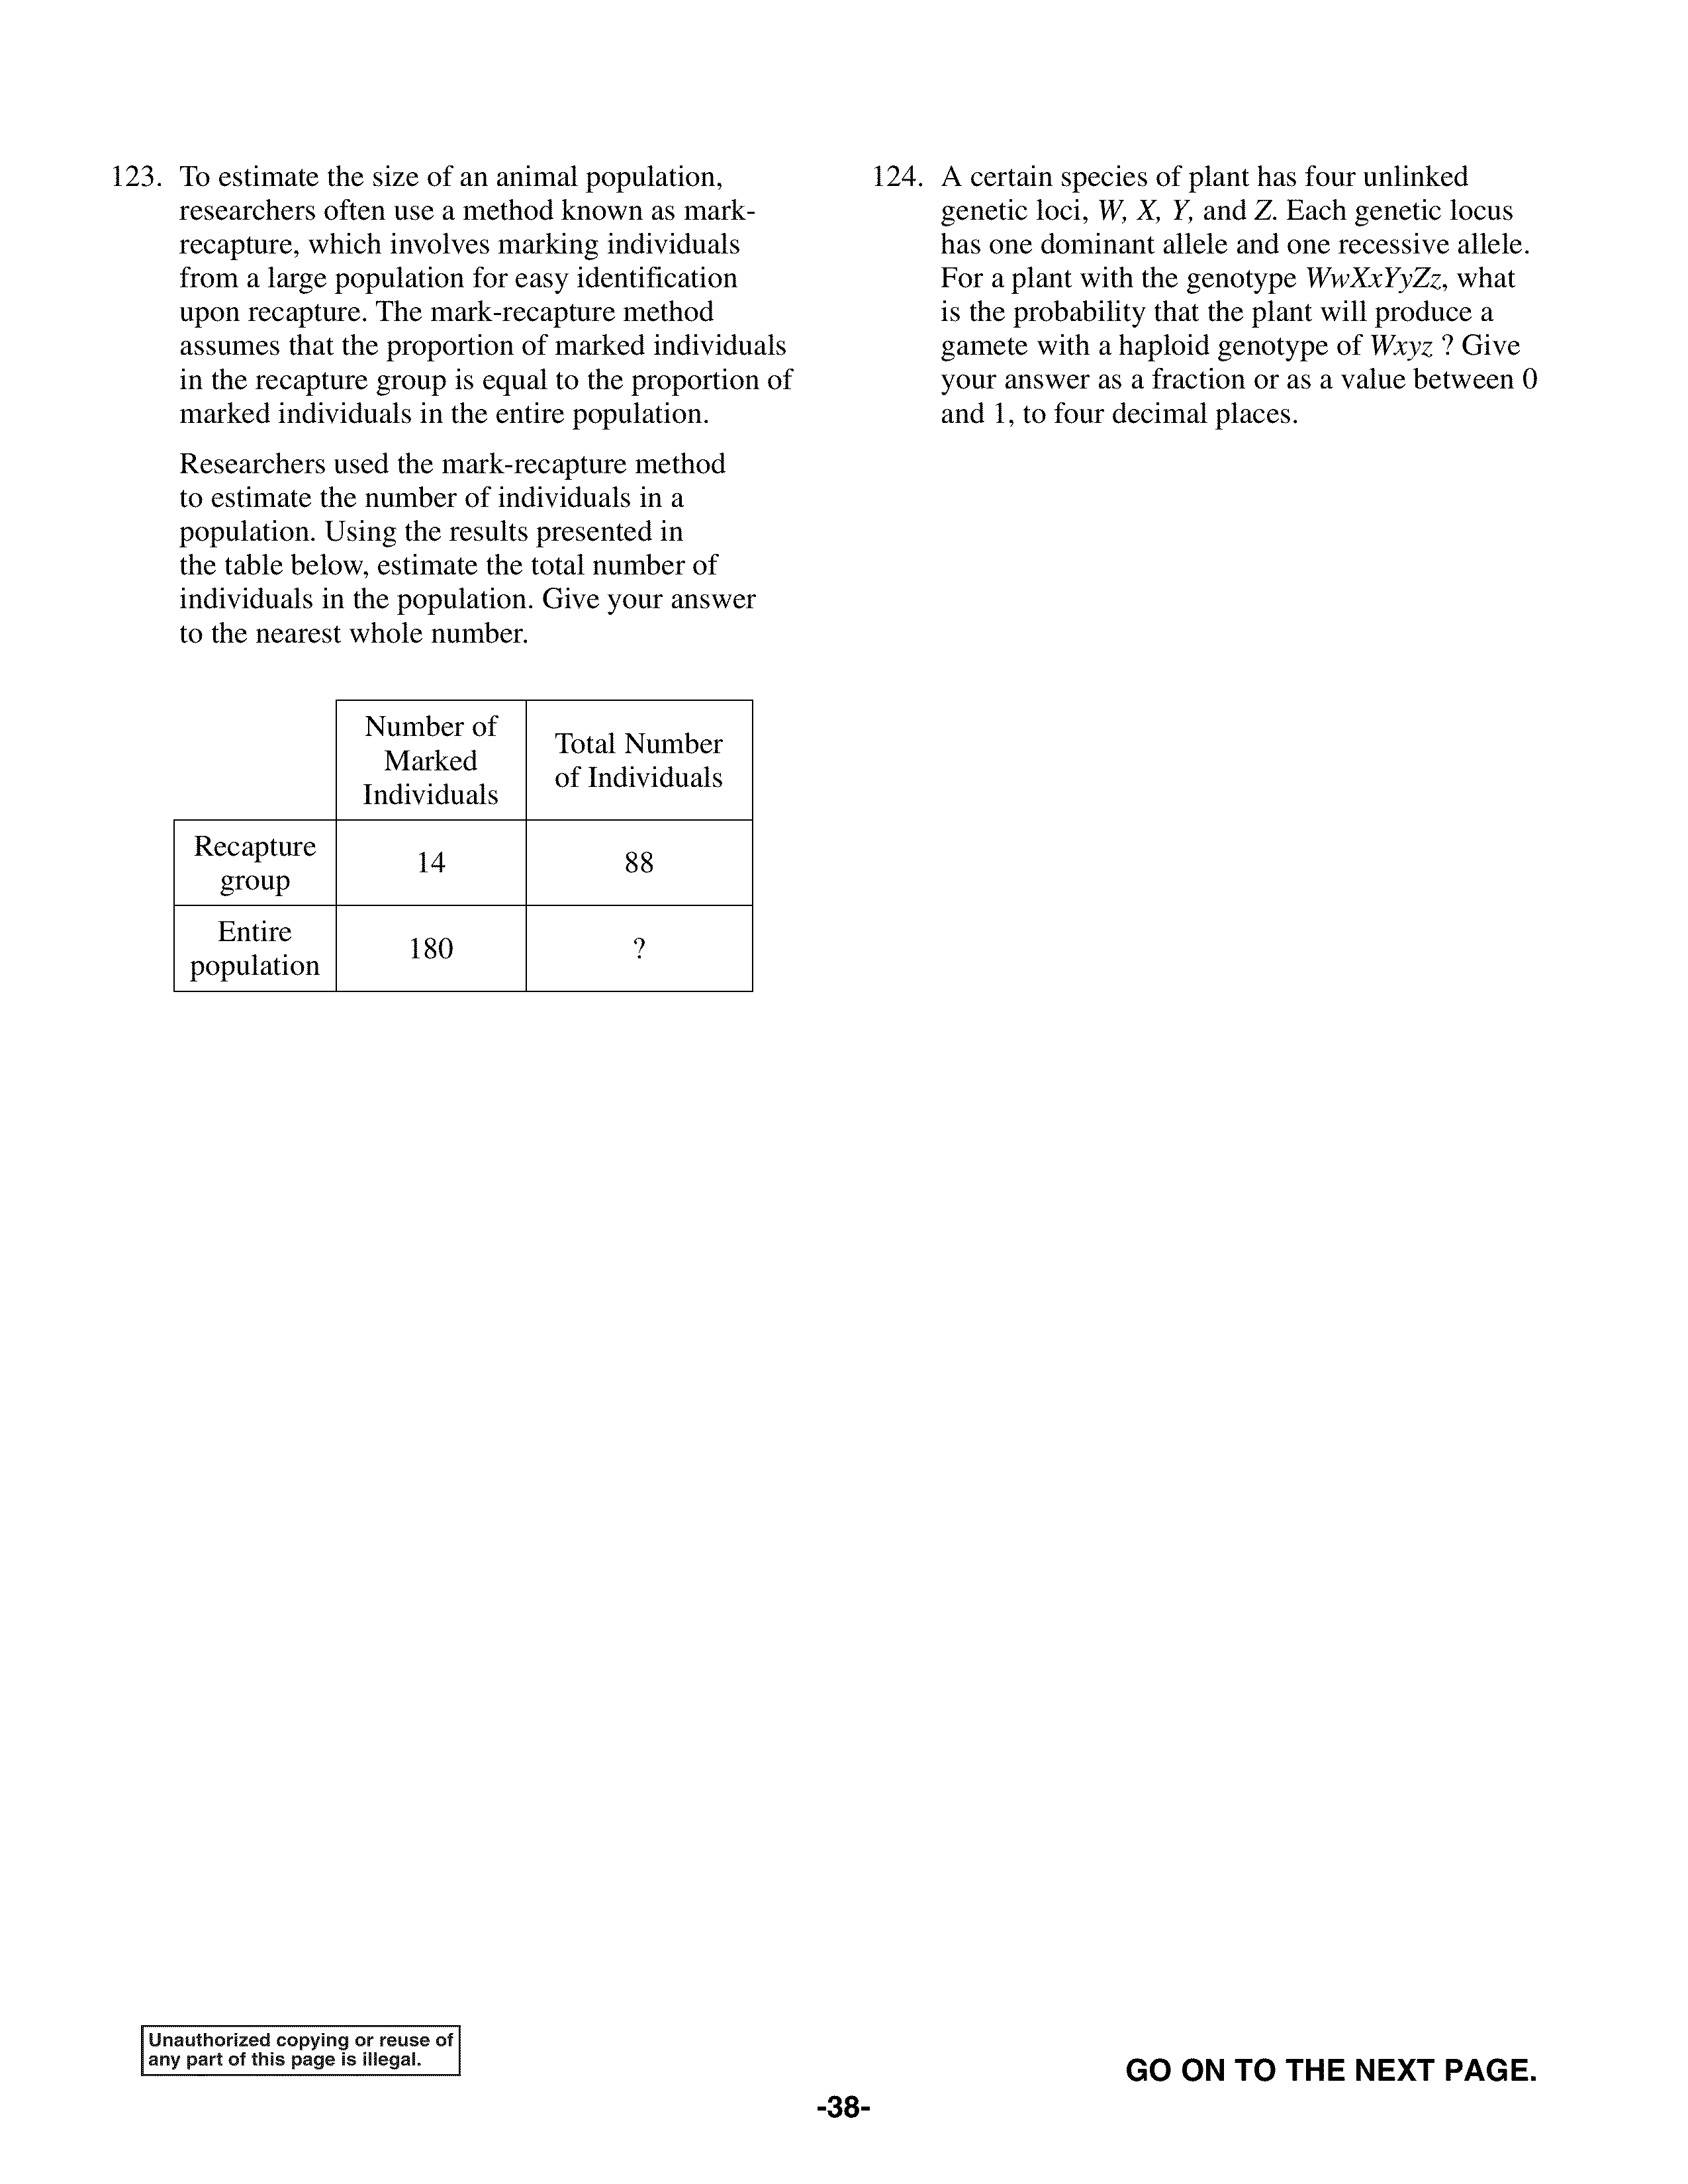 123. To estimate the size of an animal population,
researchers often use a method known as mark-
recapture, which involves marking individuals
from a large population for easy identification
upon recapture. The mark-recapture method
assumes that the proportion of marked individuals
in the recapture group is equal to the proportion of
marked individuals in the entire population.
Researchers used the mark-recapture method
to estimate the number of individuals in a
population. Using the results presented in
the table below, estimate the total number of
individuals in the population. Give your answer
to the nearest whole number.
Number of
Marked
Individuals
Total Number
of Individuals
Recapture
group
14
88
Entire
population
180
?
124. A certain species of plant has four unlinked
genetic loci, W, X, Y, and Z. Each genetic locus
has one dominant allele and one recessive allele.
For a plant with the genotype WwXxYyZz, what
is the probability that the plant will produce a
gamete with a haploid genotype of Wxyz ? Give
your answer as a fraction or as a value between 0
and 1, to four decimal places.
Unauthorized copying or reuse of
any part of this page is illegal.
GO ON TO THE NEXT PAGE.
-38-